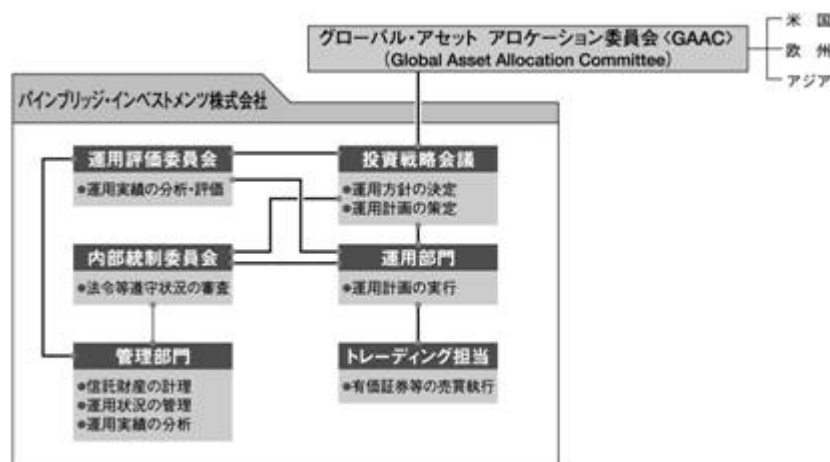 グローバル・アセット アロケーション委員会〈GAAC〉
(Global Asset Allocation Committee)
米 国
欧 州
アジア
パインブリッジ・インベストメンツ株式会社
運用評価委員会
●運用実績の分析・評価
投資戦略会議
●運用方針の決定
●運用計画の策定
内部統制委員会
●法令等遵守状況の審査
運用部門
●運用計画の実行
管理部門
●信託財産の計理
●運用状況の管理
●運用実績の分析
トレーディング担当
●有価証券等の売買執行